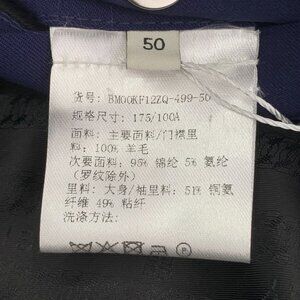 50
货号: BM00KF12ZQ-499-50
规格尺寸: 175/100A
面料: 主要面料/门襟里
料: 100% 羊毛
次要面料: 95% 锦纶 5% 氨纶
(罗纹除外)
里料: 大身/袖里料: 51% 铜氨
纤维 49% 粘纤
洗涤方法: